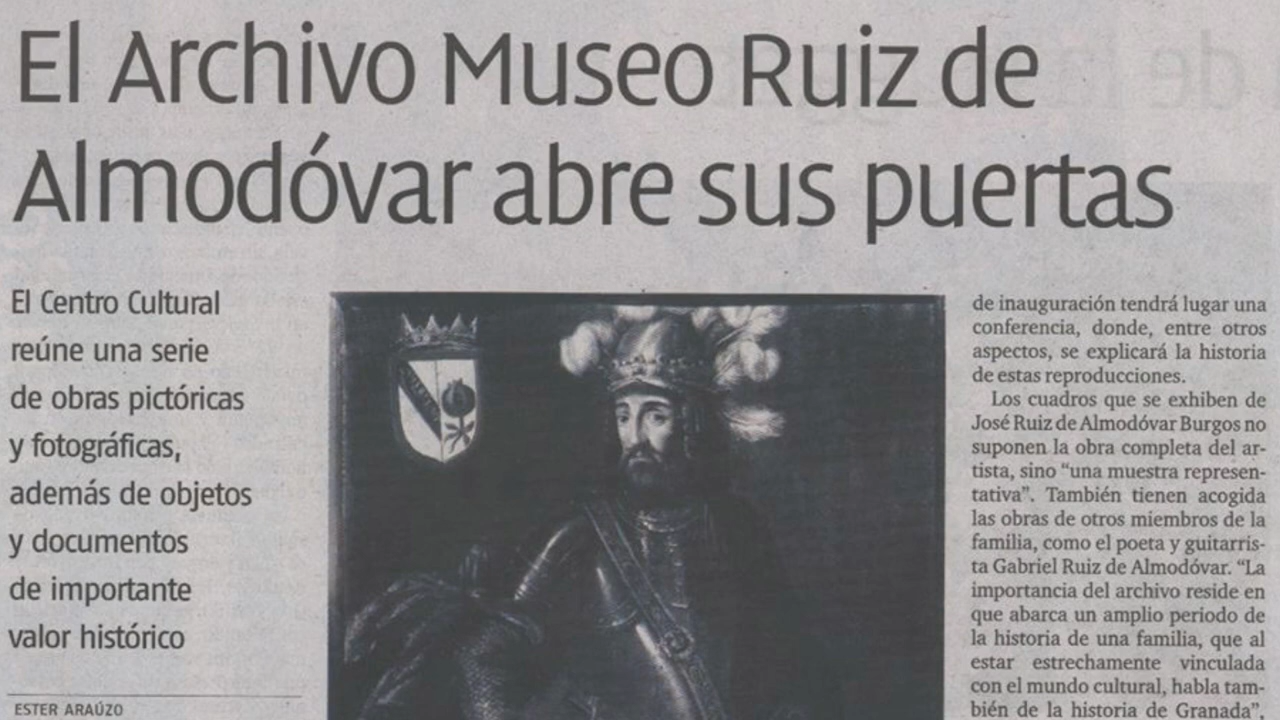 El Archivo Museo Ruiz de
Almodóvar abre sus puertas
El Centro Cultural
reúne una serie
de obras pictóricas
y fotográficas,
además de objetos
y documentos
de importante
valor histórico
ESTER ARAÚZO
de inauguración tendrá lugar una
conferencia, donde, entre otros
aspectos, se explicará la historia
de estas reproducciones.
Los cuadros que se exhiben de
José Ruiz de Almodóvar Burgos no
suponen la obra completa del ar-
tista, sino “una muestra represen-
tativa”. También tienen acogida
las obras de otros miembros de la
familia, como el poeta y guitarris-
ta Gabriel Ruiz de Almodóvar. “La
importancia del archivo reside en
que abarca un amplio periodo de
la historia de una familia, que al
estar estrechamente vinculada
con el mundo cultural, habla tam-
bién de la historia de Granada”,